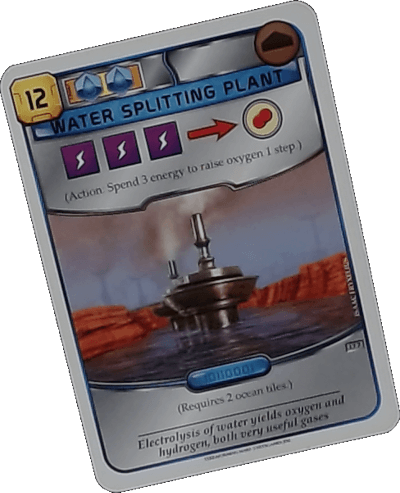 12
WATER SPLITTING PLANT
(Action: Spend 3 energy to raise oxygen 1 step.)
(Requires 2 ocean tiles.)
Electrolysis of water yields oxygen and
hydrogen, both very useful gases